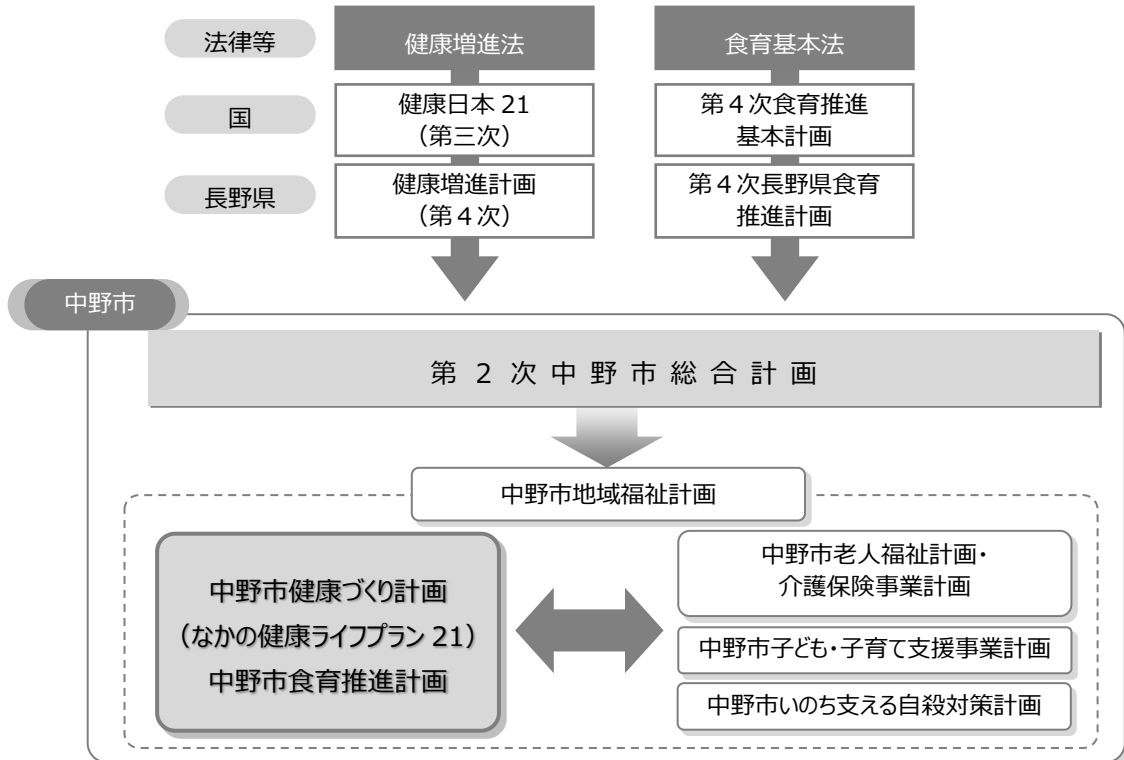 法律等
健康増進法
食育基本法
国
健康日本 21
（第三次）
第４次食育推進
基本計画
長野県
健康増進計画
（第４次）
第４次長野県食育
推進計画
中野市
第 2 次 中 野 市 総 合 計 画
中野市地域福祉計画
中野市健康づくり計画
（なかの健康ライフプラン 21）
中野市食育推進計画
中野市老人福祉計画・
介護保険事業計画
中野市子ども・子育て支援事業計画
中野市いのち支える自殺対策計画